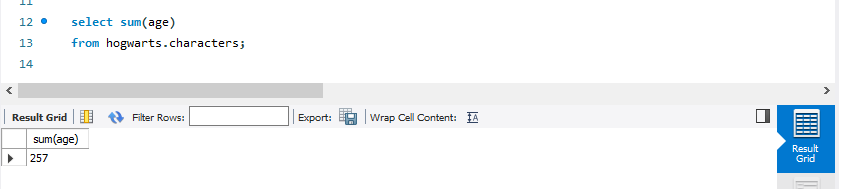 11
12 select sum(age)
13 from hogwarts.characters;
14
Result Grid Filter Rows: Export: Wrap Cell Content: IA
sum(age)
257
Result
Grid